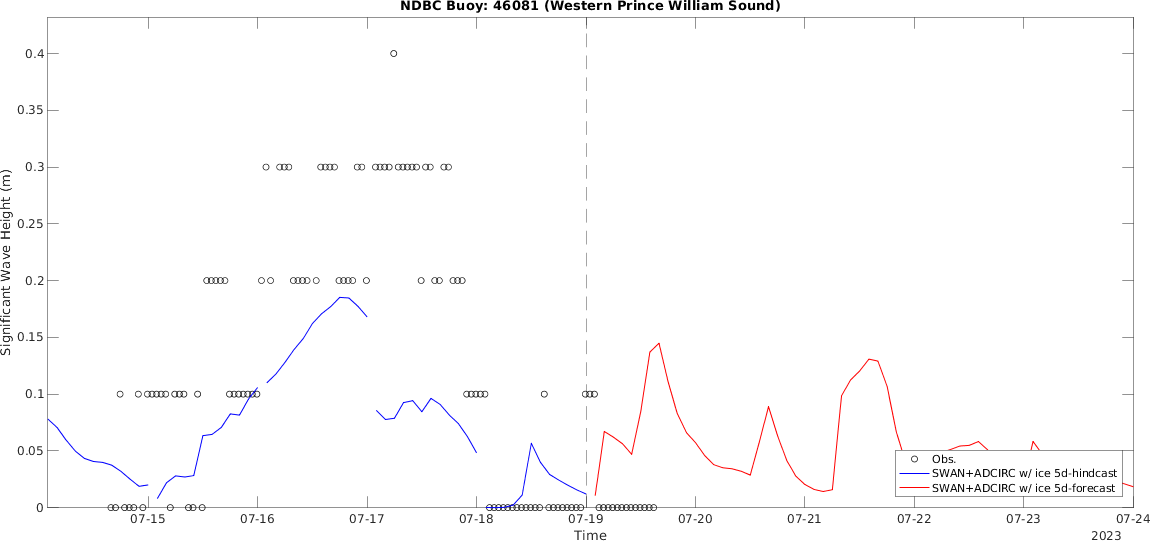 NDBC Buoy: 46081 (Western Prince William Sound)
0.4
0.35
0.3
0.25
0.2
0.15
0.1
0.05
0
Significant Wave Height (m)
Obs.
SWAN+ADCIRC w/ ice 5d-hindcast
SWAN+ADCIRC w/ ice 5d-forecast
07-15 07-16 07-17 07-18 07-19 07-20 07-21 07-22 07-23 07-24
Time
2023